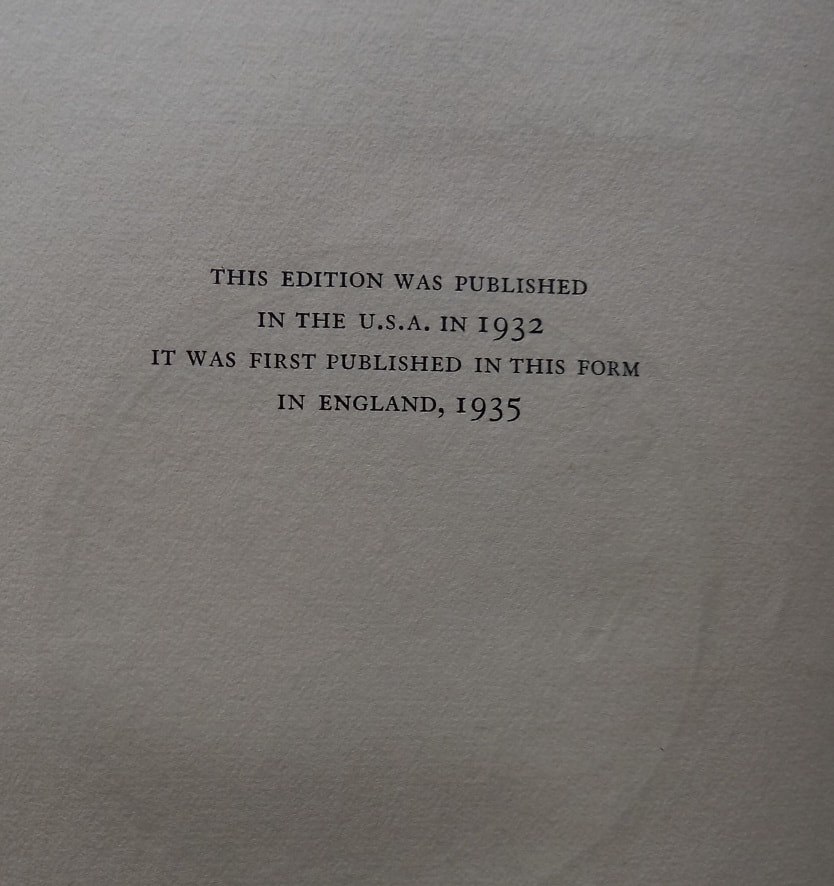 THIS EDITION WAS PUBLISHED
IN THE U.S.A. IN 1932
IT WAS FIRST PUBLISHED IN THIS FORM
IN ENGLAND, 1935